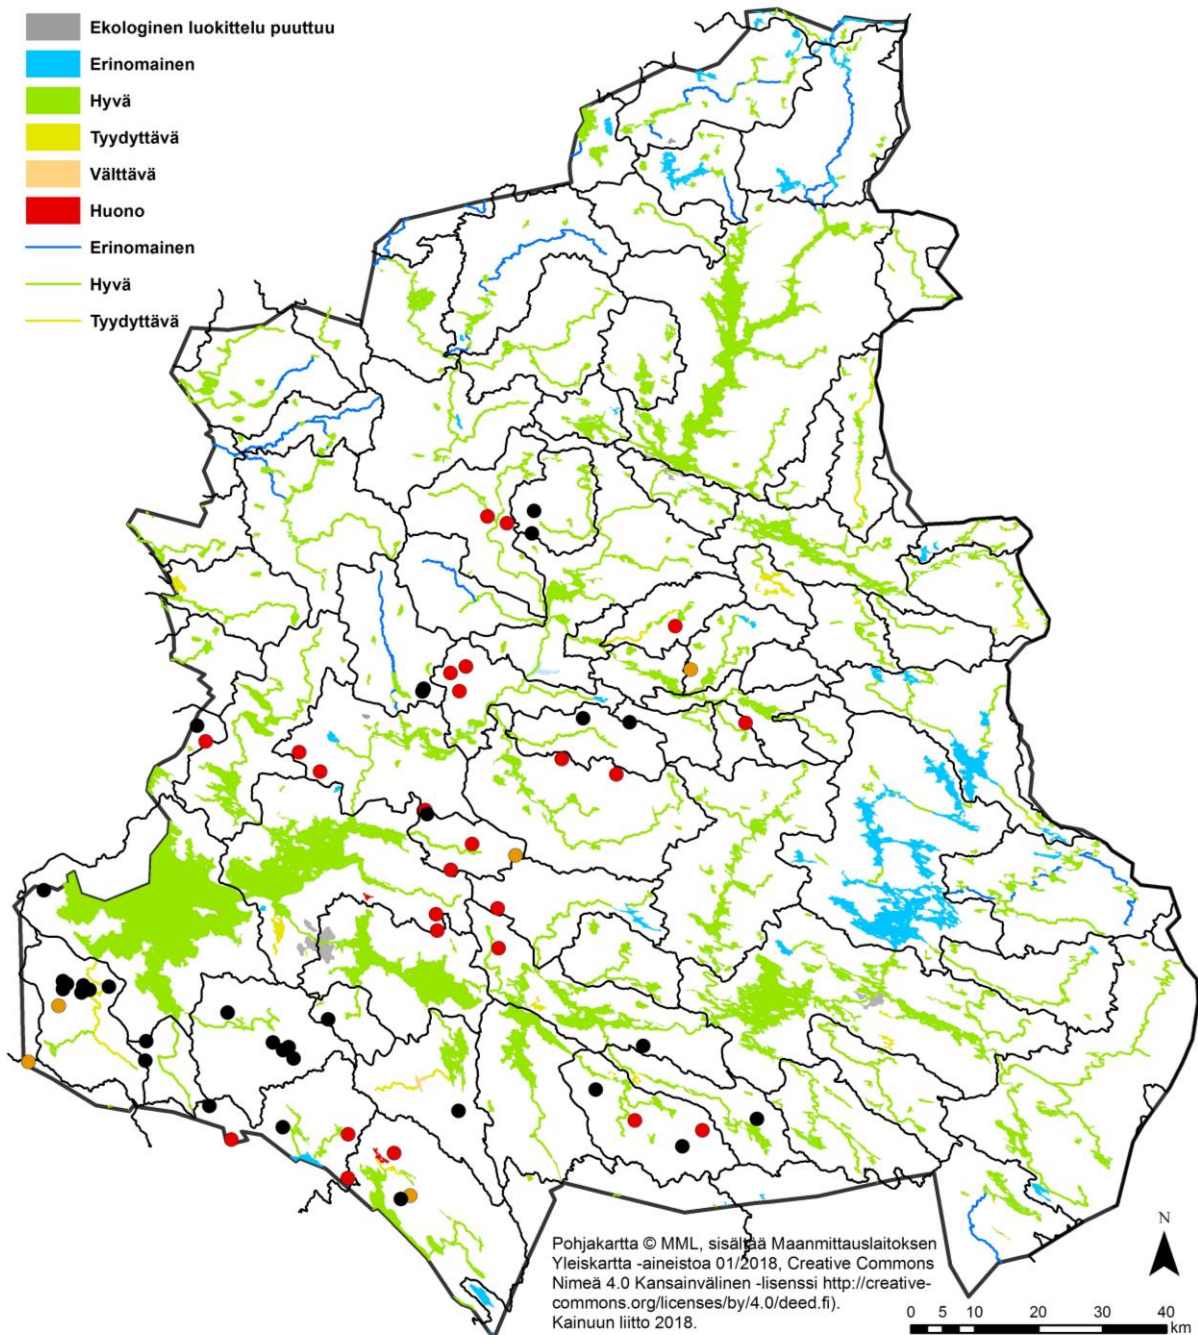 Ekologinen luokittelu puuttuu
Erinomainen
Hyvä
Tyydyttävä
Välttävä
Huono
Erinomainen
Hyvä
Tyydyttävä
Pohjakartta © MML, sisältää Maanmittauslaitoksen
Yleiskartta -aineistoa 01/2018, Creative Commons
Nimeä 4.0 Kansainvälinen -lisenssi http://creative-
commons.org/licenses/by/4.0/deed.fi).
Kainuun liitto 2018.
N
0 5 10 20 30 40
km